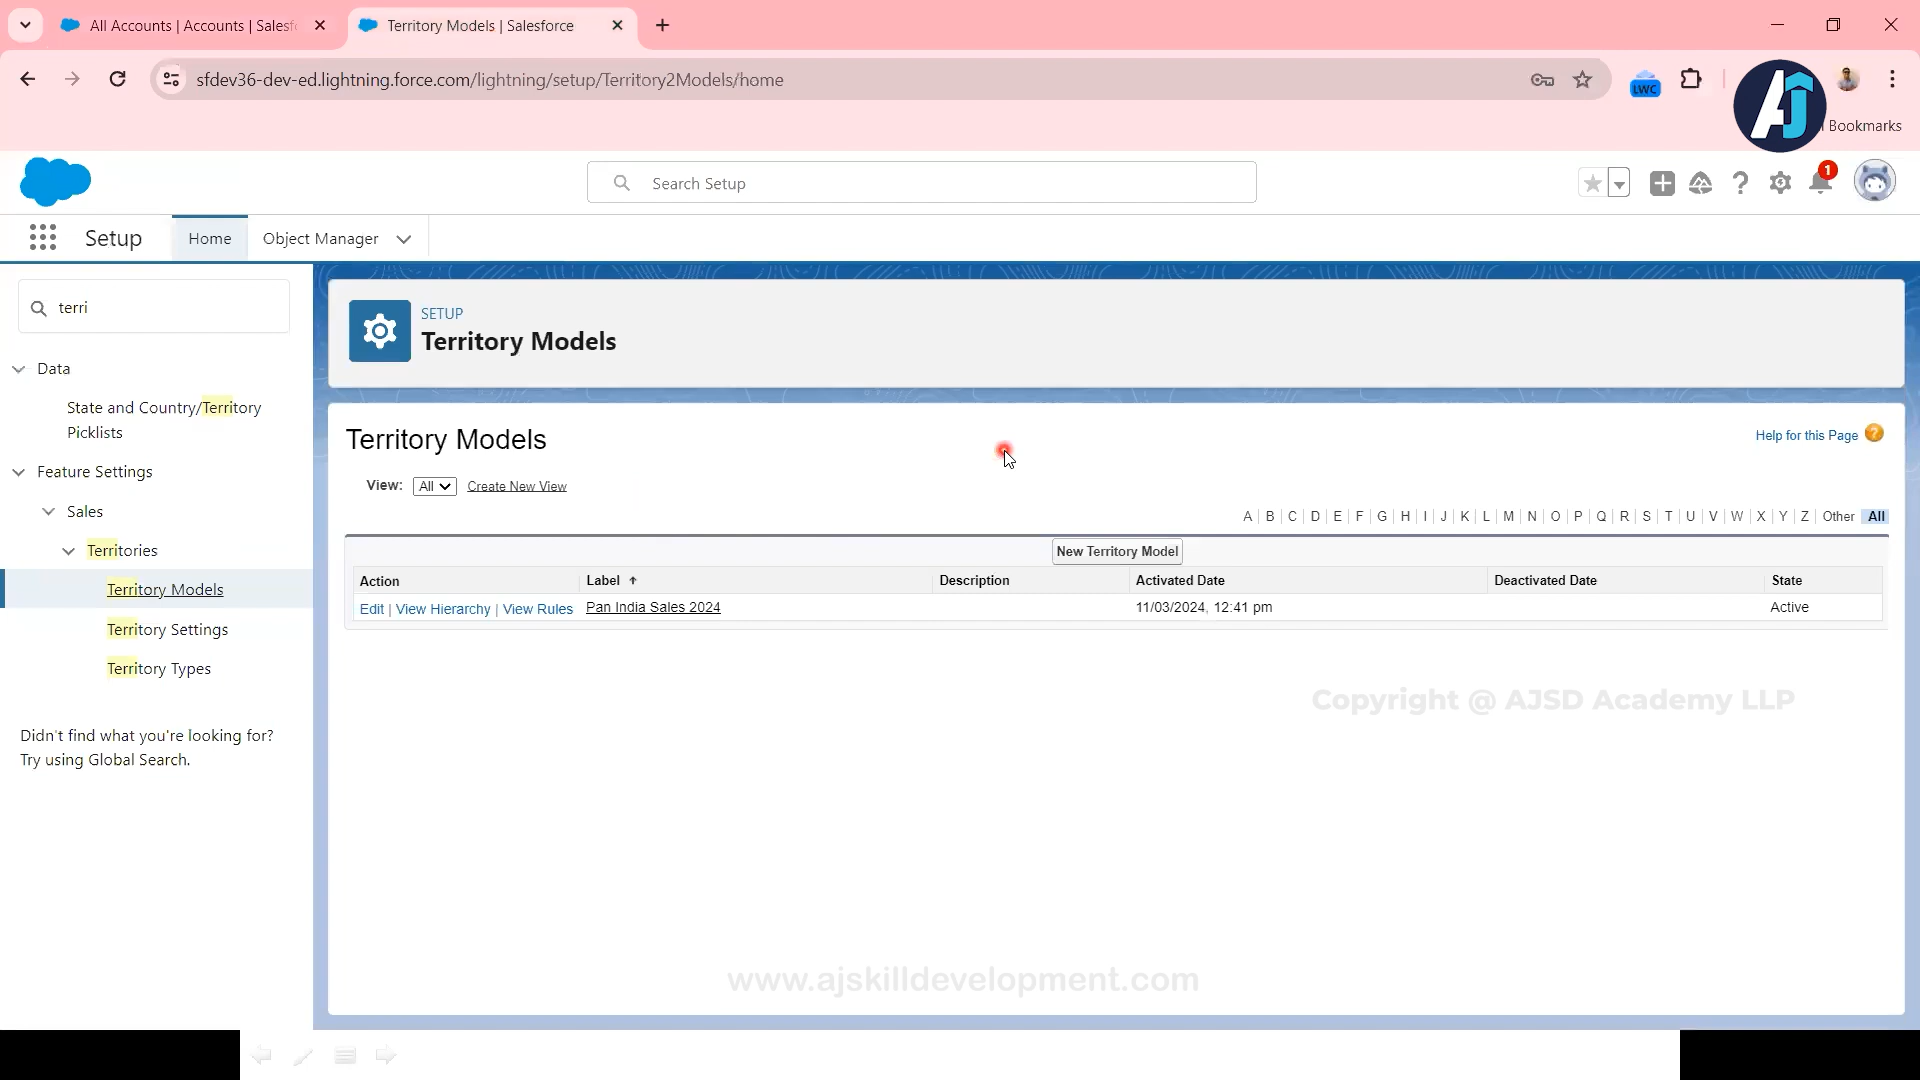 All Accounts | Accounts | Salesf
Territory Models | Salesforce
sfdev36-dev-ed.lightning.force.com/lightning/setup/Territory2Models/home
LWC
AJ
Bookmarks
Search Setup
1
Setup
Home
Object Manager
terri
Data
State and Country/Territory
Picklists
Feature Settings
Sales
Territories
Territory Models
Territory Settings
Territory Types
Didn't find what you're looking for?
Try using Global Search.
SETUP
Territory Models
Territory Models
Help for this Page
View: All Create New View
A | B | C | D | E | F | G | H | I | J | K | L | M | N | O | P | Q | R | S | T | U | V | W | X | Y | Z | Other All
New Territory Model
Action Label Description Activated Date Deactivated Date State
Edit | View Hierarchy | View Rules Pan India Sales 2024 11/03/2024, 12:41 pm Active
Copyright @ AJSD Academy LLP
www.ajskilldevelopment.com